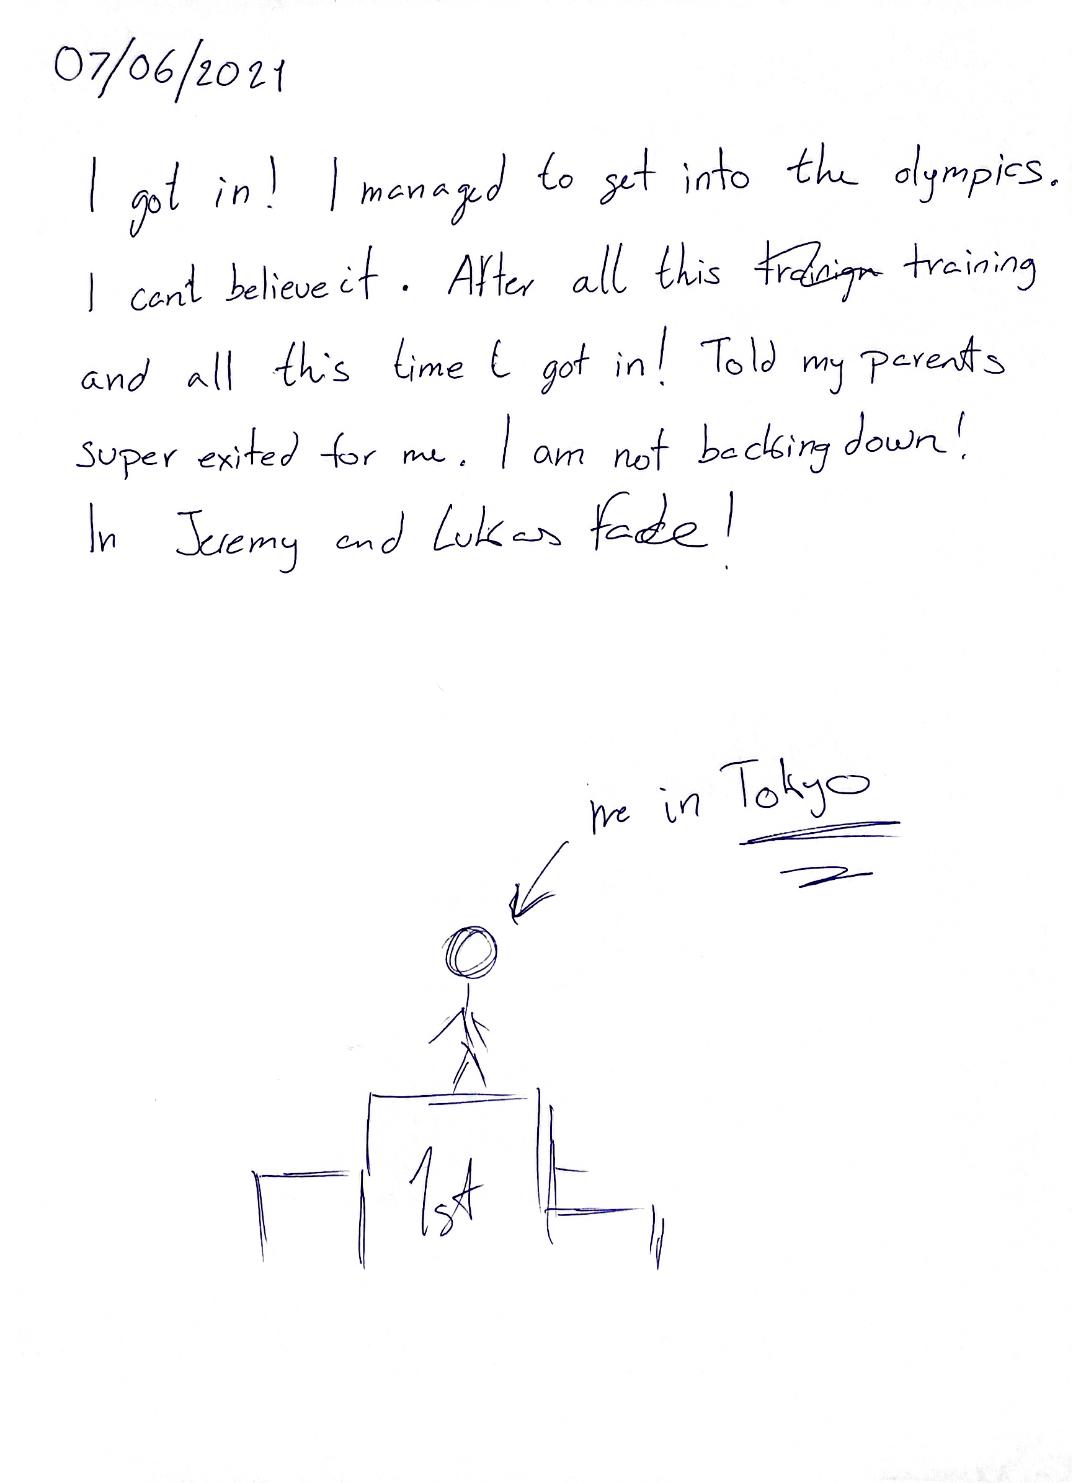 07/06/2021
I got in! I managed to get into the olympics.
I cant believe it. After all this traicign training
and all this time I got in! Told my parents
super exited for me. I am not backing down!
In Jeremy and Lukas fade!
me in Tokyo
1st